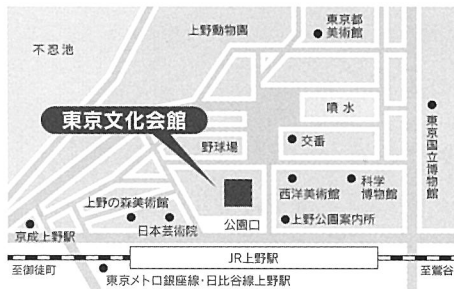 不忍池
上野動物園
東京都
美術館
噴水
東京文化会館
交番
野球場
東京国立博物館
西洋美術館
科学
博物館
上野の森美術館
上野公園案内所
公園口
日本芸術院
京成上野駅
JR上野駅
至御徒町
至鶯谷
東京メトロ銀座線・日比谷線上野駅